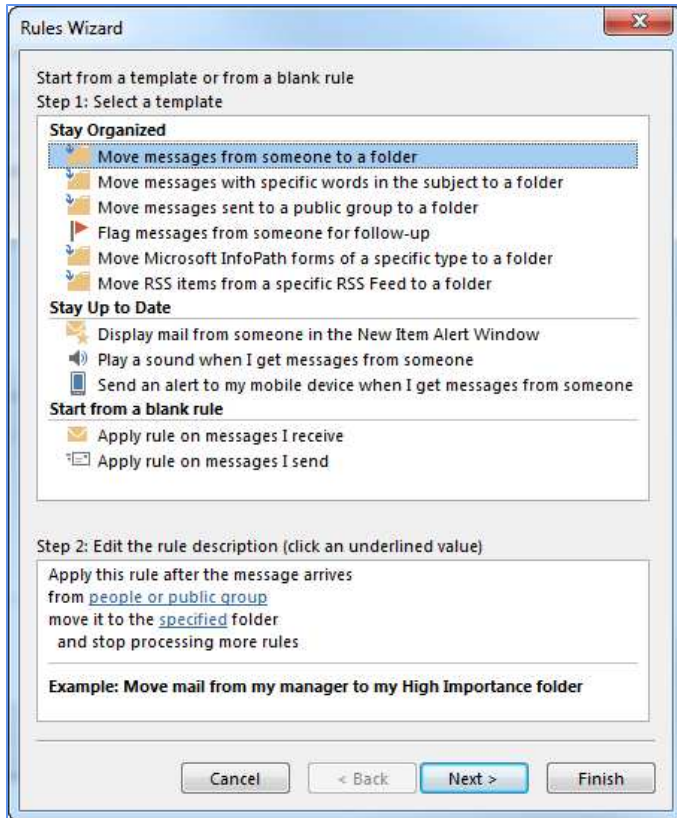 Rules Wizard
Start from a template or from a blank rule
Step 1: Select a template
Stay Organized
Move messages from someone to a folder
Move messages with specific words in the subject to a folder
Move messages sent to a public group to a folder
Flag messages from someone for follow-up
Move Microsoft InfoPath forms of a specific type to a folder
Move RSS items from a specific RSS Feed to a folder
Stay Up to Date
Display mail from someone in the New Item Alert Window
Play a sound when I get messages from someone
Send an alert to my mobile device when I get messages from someone
Start from a blank rule
Apply rule on messages I receive
Apply rule on messages I send
Step 2: Edit the rule description (click an underlined value)
Apply this rule after the message arrives
from people or public group
move it to the specified folder
and stop processing more rules
Example: Move mail from my manager to my High Importance folder
Cancel < Back Next > Finish